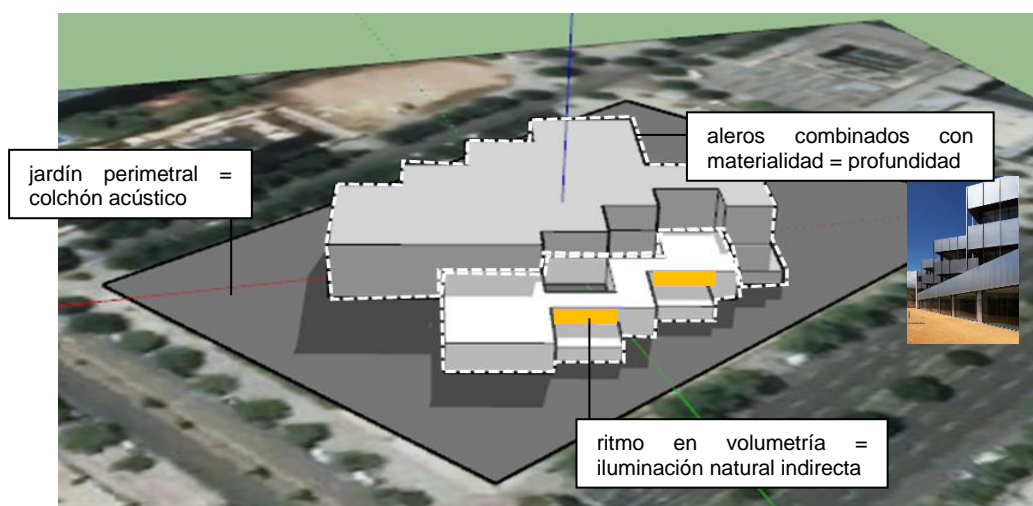 aleros combinados con
materialidad = profundidad
jardín perimetral =
colchón acústico
ritmo en volumetría =
iluminación natural indirecta